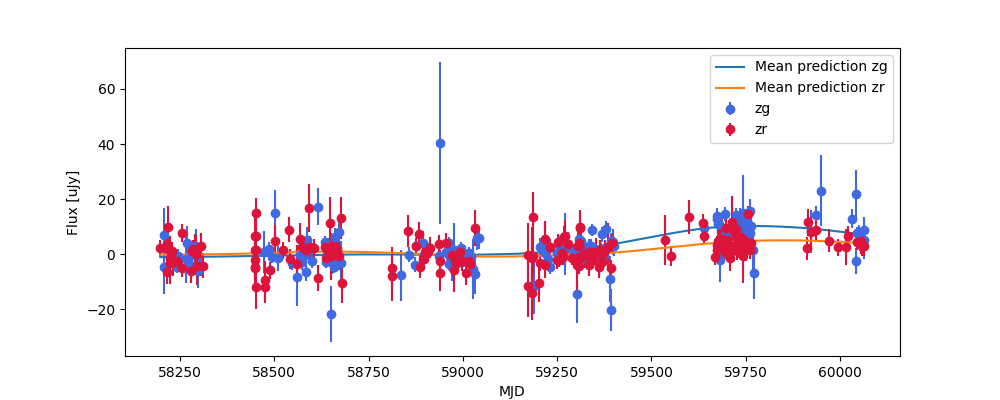 Mean prediction zg
Mean prediction zr
zg
zr
60
40
20
0
−20
Flux [uJy]
58250
58500
58750
59000
59250
59500
59750
60000
MJD